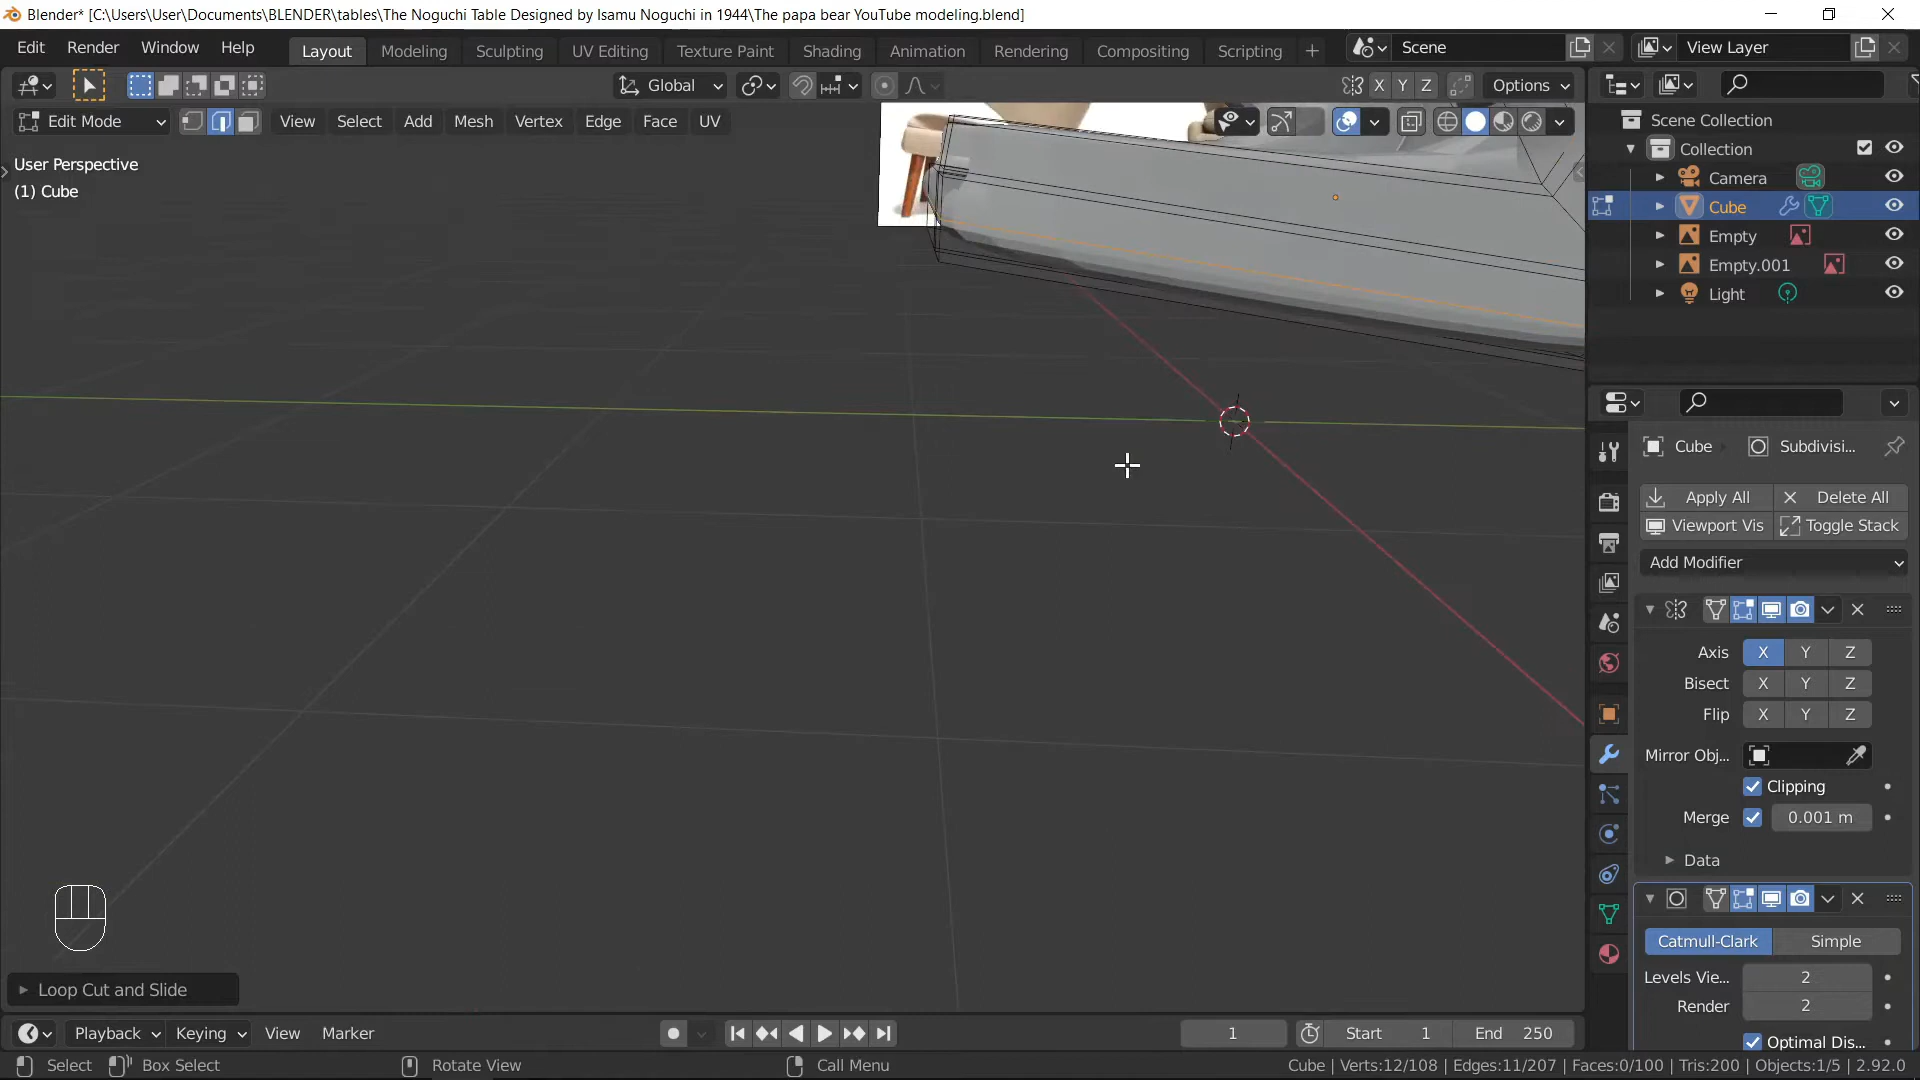 Blender* [C:\Users\User\Documents\BLENDER\tables\The Noguchi Table Designed by Isamu Noguchi in 1944\The papa bear YouTube modeling.blend]
Edit Render Window Help Layout Modeling Sculpting UV Editing Texture Paint Shading Animation Rendering Compositing Scripting + Scene View Layer
Global X Y Z Options
Edit Mode View Select Add Mesh Vertex Edge Face UV
User Perspective
(1) Cube
Scene Collection
Collection
Camera
Cube
Empty
Empty.001
Light
Cube Subdivisi...
Apply All Delete All
Viewport Vis Toggle Stack
Add Modifier
Axis X Y Z
Bisect X Y Z
Flip X Y Z
Mirror Obj...
Clipping
Merge 0.001 m
Data
Catmull-Clark Simple
Levels Vie... 2
Render 2
Optimal Dis...
Loop Cut and Slide
Playback Keying View Marker 1 Start 1 End 250
Select Box Select Rotate View Call Menu Cube | Verts:12/108 | Edges:11/207 | Faces:0/100 | Tris:200 | Objects:1/5 | 2.92.0